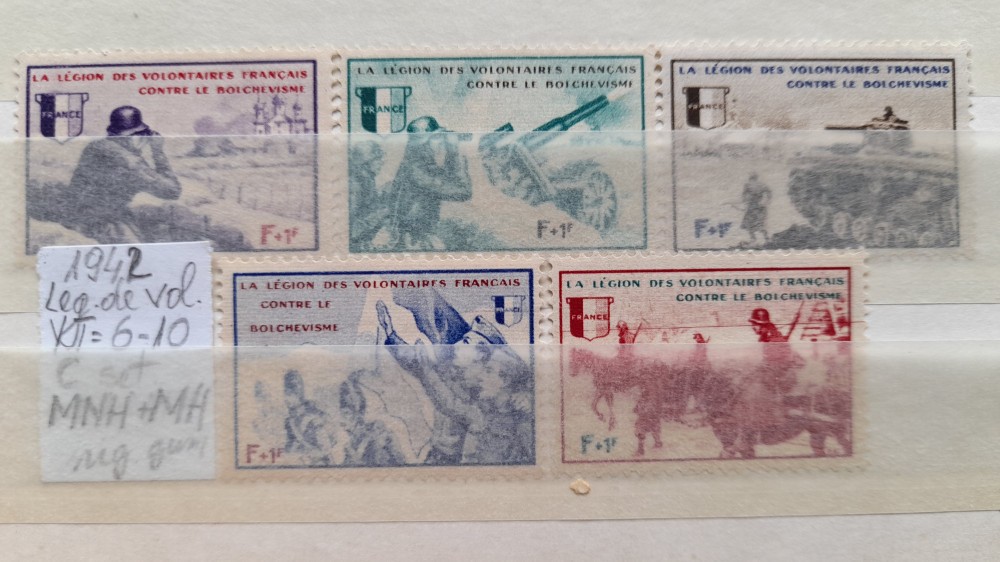 LA LÉGION DES VOLONTAIRES FRANÇAIS
CONTRE LE BOLCHEVISME
FRANCE
F+1F
LA LÉGION DES VOLONTAIRES FRANÇAIS
CONTRE LE BOLCHEVISME
FRANCE
F+1F
LA LÉGION DES VOLONTAIRES FRANÇAIS
CONTRE LE BOLCHEVISME
FRANCE
F+1F
1942
Leg. de vol.
= 6-10
C set
MNH+MH
gum
LA LÉGION DES VOLONTAIRES FRANÇAIS
CONTRE LE
BOLCHEVISME
FRANCE
F+1F
LA LÉGION DES VOLONTAIRES FRANÇAIS
CONTRE LE BOLCHEVISME
FRANCE
F+1F